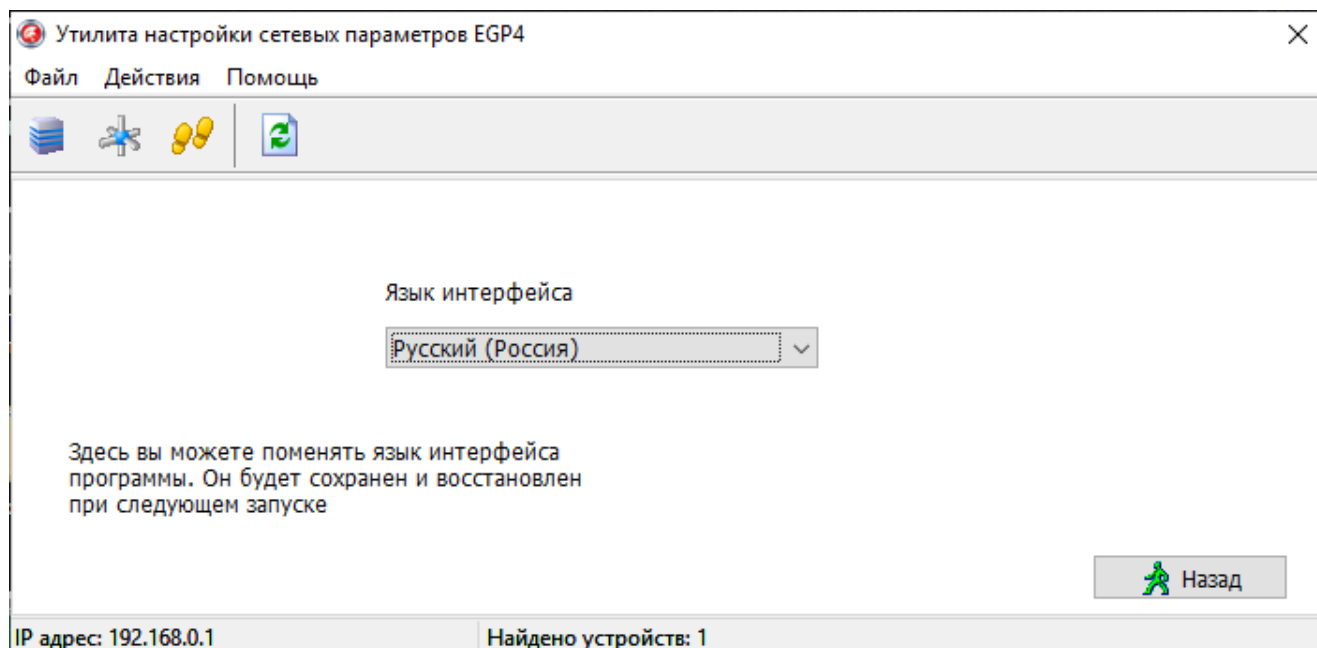 Утилита настройки сетевых параметров EGP4
Файл Действия Помощь
Язык интерфейса
Русский (Россия)
Здесь вы можете поменять язык интерфейса
программы. Он будет сохранен и восстановлен
при следующем запуске
Назад
IP адрес: 192.168.0.1 Найдено устройств: 1